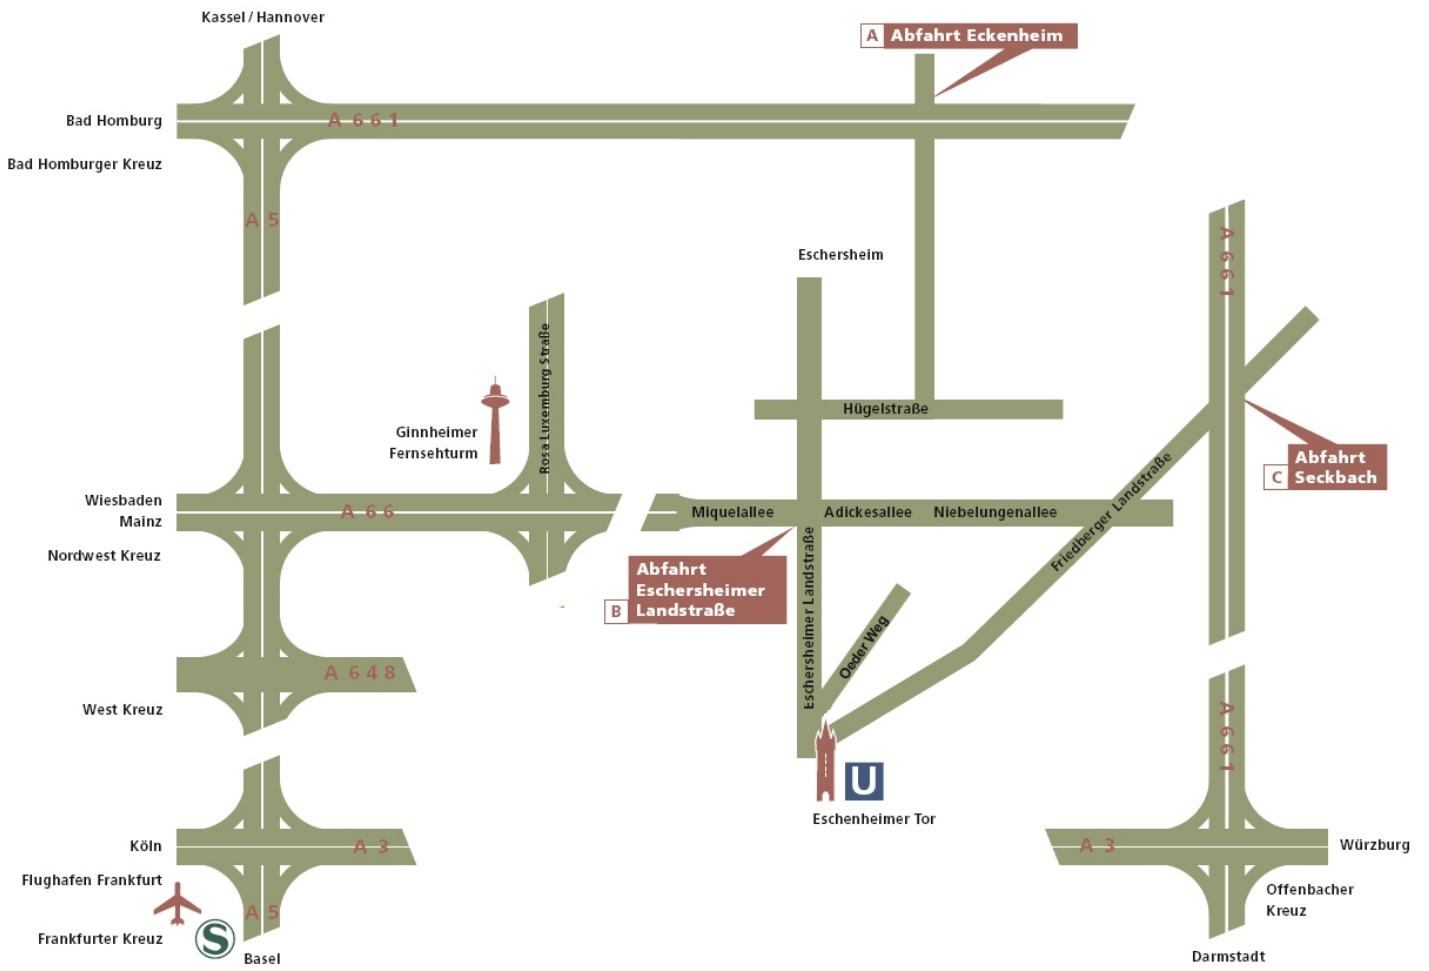 Kassel / Hannover
A Abfahrt Eckenheim
Bad Homburg
A 661
Bad Homburger Kreuz
A 5
A 661
Eschersheim
Rosa Luxemburg Straße
Hügelstraße
Ginnheimer
Fernsehturm
Abfahrt
C Seckbach
Friedberger Landstraße
Wiesbaden
Mainz
A 66
Miquelallee
Adickesallee
Niebelungenallee
Nordwest Kreuz
Abfahrt
Eschersheimer
B Landstraße
Eschersheimer Landstraße
Oeder Weg
A 648
West Kreuz
A 661
U
Eschenheimer Tor
Köln
A 3
A 3
Würzburg
Flughafen Frankfurt
Offenbacher
Kreuz
A 5
Frankfurter Kreuz
S
Basel
Darmstadt